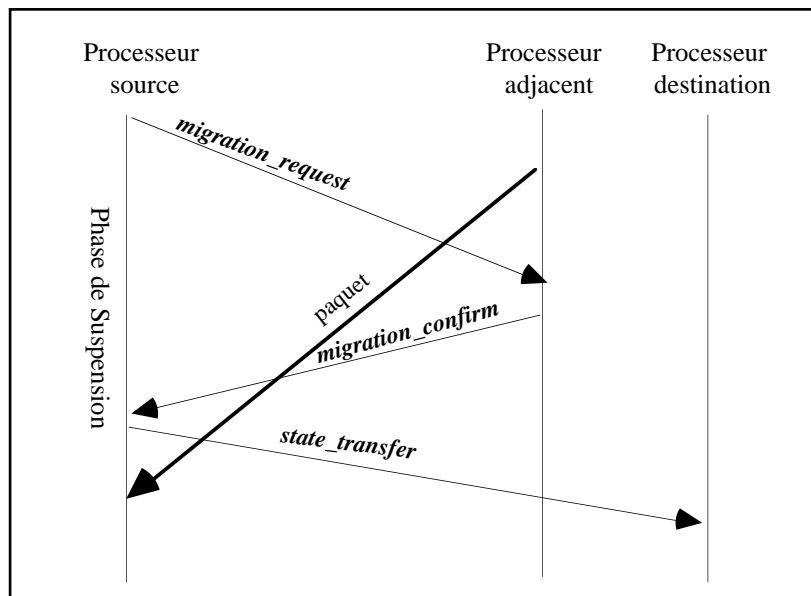 Processeur
source
Processeur
adjacent
Processeur
destination
migration_request
Phase de Suspension
paquet
migration_confirm
state_transfer